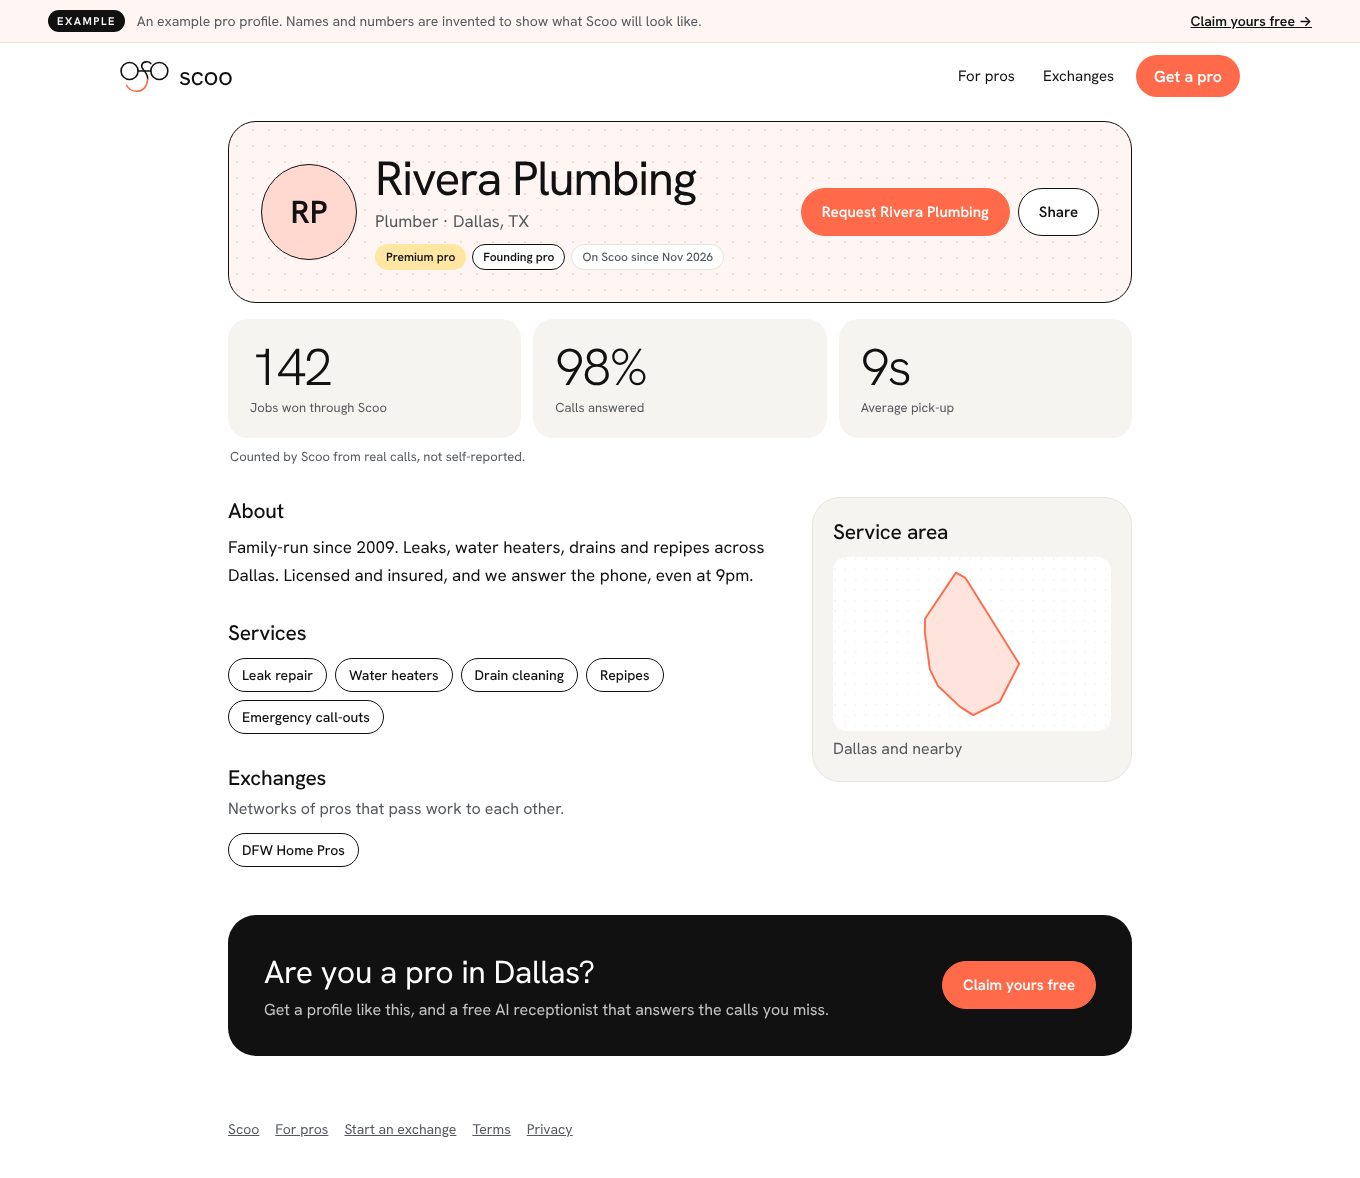 EXAMPLE An example pro profile. Names and numbers are invented to show what Scoo will look like. Claim yours free →
scoo For pros Exchanges Get a pro
RP
Rivera Plumbing
Plumber · Dallas, TX
Premium pro Founding pro On Scoo since Nov 2026
Request Rivera Plumbing Share
142
Jobs won through Scoo
98%
Calls answered
9s
Average pick-up
Counted by Scoo from real calls, not self-reported.
About
Family-run since 2009. Leaks, water heaters, drains and repipes across
Dallas. Licensed and insured, and we answer the phone, even at 9pm.
Services
Leak repair Water heaters Drain cleaning Repipes
Emergency call-outs
Exchanges
Networks of pros that pass work to each other.
DFW Home Pros
Service area
Dallas and nearby
Are you a pro in Dallas?
Get a profile like this, and a free AI receptionist that answers the calls you miss.
Claim yours free
Scoo For pros Start an exchange Terms Privacy